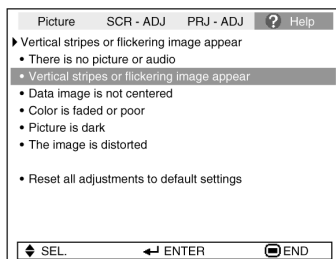 Picture SCR - ADJ PRJ - ADJ ? Help
Vertical stripes or flickering image appear
• There is no picture or audio
• Vertical stripes or flickering image appear
• Data image is not centered
• Color is faded or poor
• Picture is dark
• The image is distorted
• Reset all adjustments to default settings
SEL. ENTER END